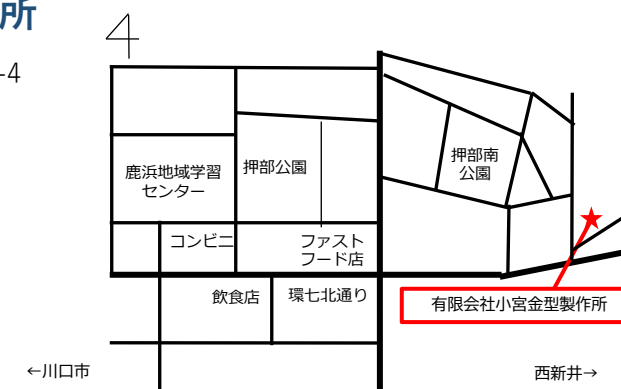 所
-4
4
鹿浜地域学習
センター
押部公園
押部南
公園
コンビニ
ファスト
フード店
飲食店
環七北通り
有限会社小宮金型製作所
←川口市
西新井→